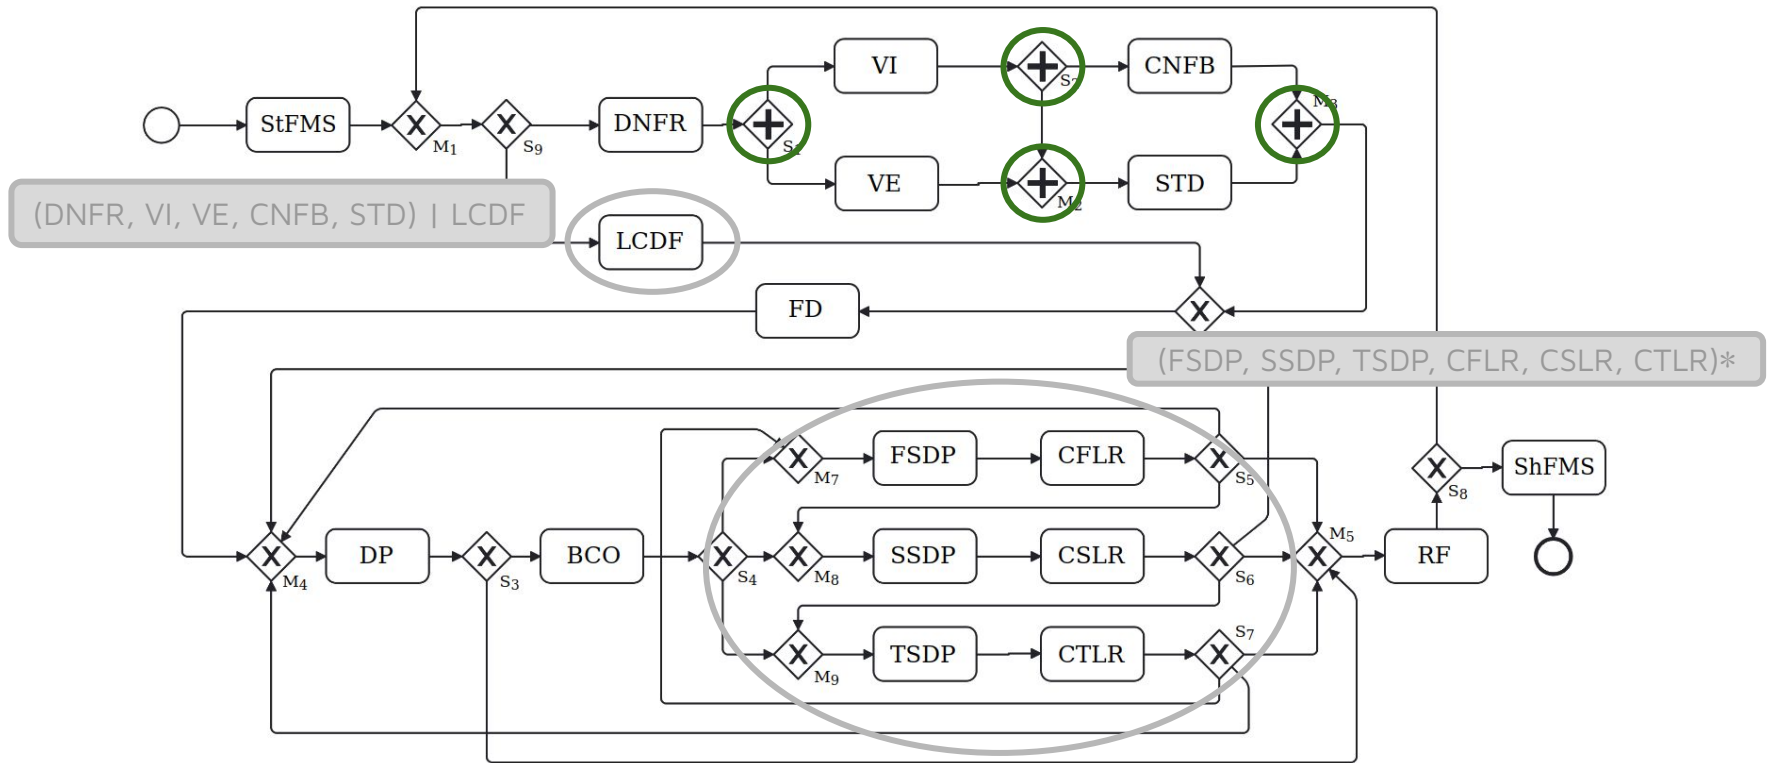 VI
CNFB
S2
StFMS
X
M1
X
S9
DNFR
S1
M3
VE
M2
STD
(DNFR, VI, VE, CNFB, STD) | LCDF
LCDF
FD
X
(FSDP, SSDP, TSDP, CFLR, CSLR, CTLR)*
X
M7
FSDP
CFLR
X
S5
X
S8
ShFMS
X
M4
DP
X
S3
BCO
X
S4
X
M8
SSDP
CSLR
X
S6
X
M5
RF
X
M9
TSDP
CTLR
X
S7